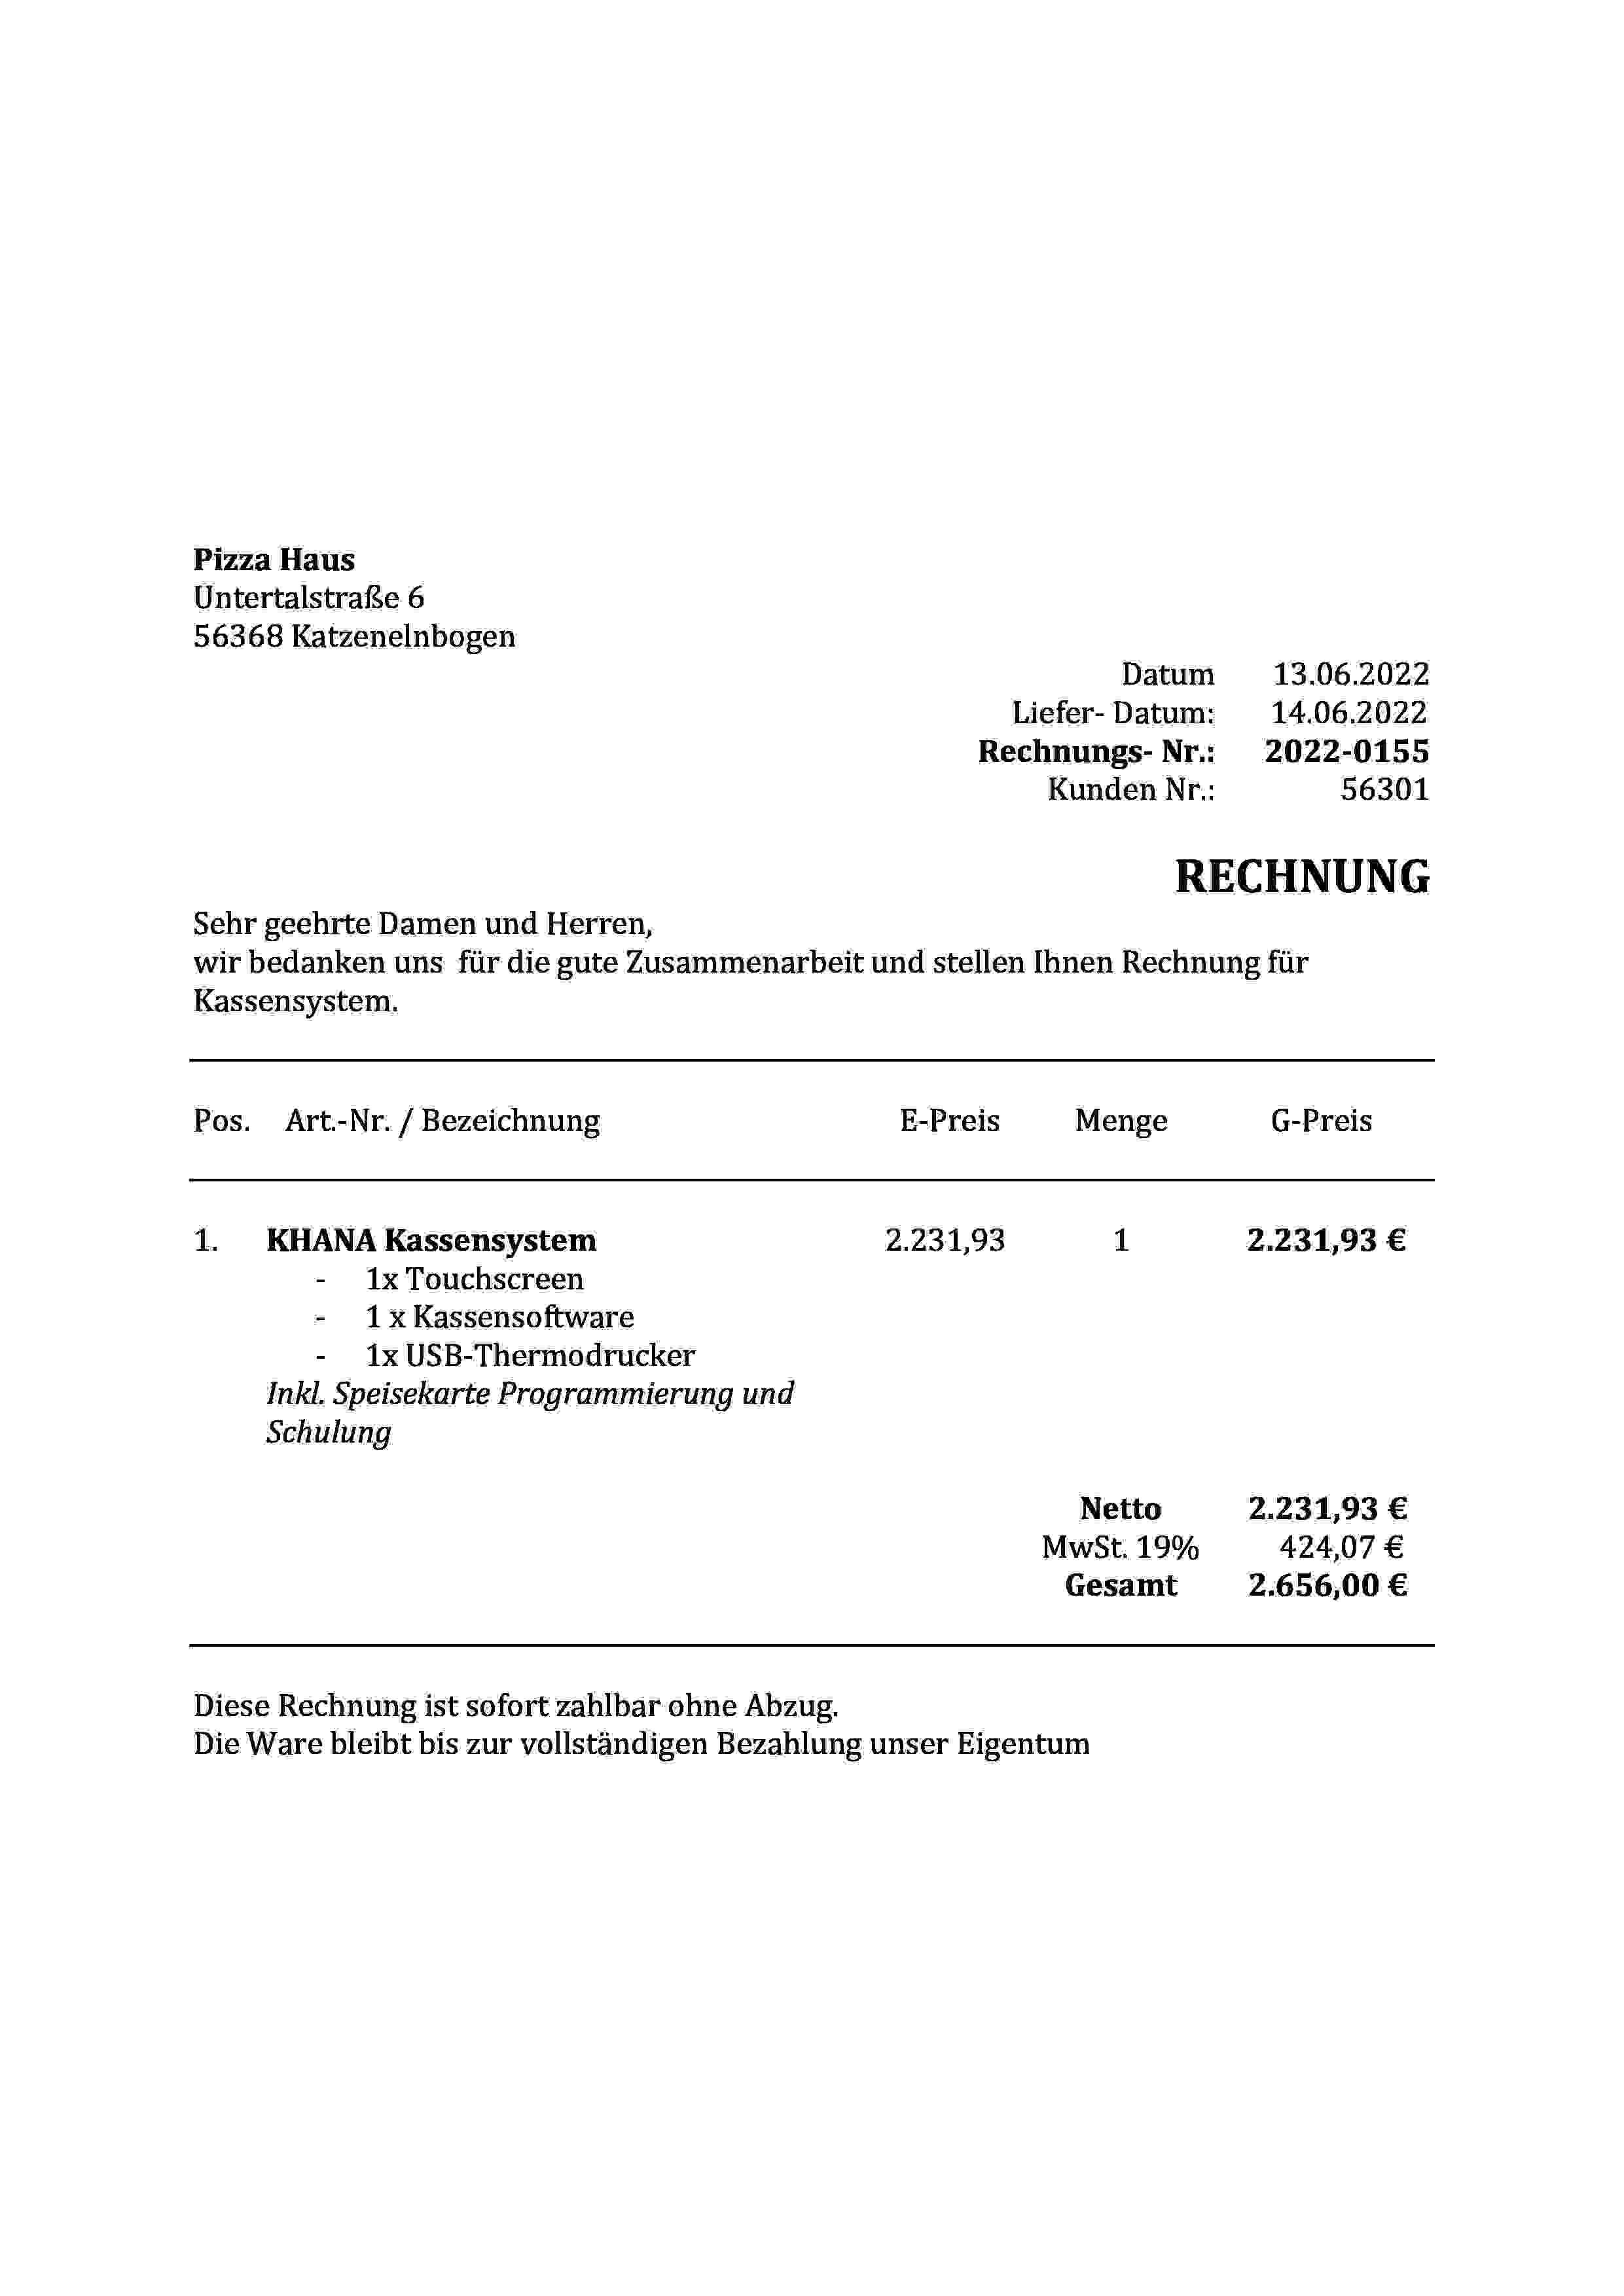 Pizza Haus
Untertalstraße 6
56368 Katzenelnbogen
Datum 13.06.2022
Liefer- Datum: 14.06.2022
Rechnungs- Nr.: 2022-0155
Kunden Nr.: 56301
RECHNUNG
Sehr geehrte Damen und Herren,
wir bedanken uns für die gute Zusammenarbeit und stellen Ihnen Rechnung für
Kassensystem.
Pos. Art.-Nr. / Bezeichnung E-Preis Menge G-Preis
1. KHANA Kassensystem 2.231,93 1 2.231,93 €
- 1x Touchscreen
- 1 x Kassensoftware
- 1x USB-Thermodrucker
Inkl. Speisekarte Programmierung und
Schulung
Netto 2.231,93 €
MwSt. 19% 424,07 €
Gesamt 2.656,00 €
Diese Rechnung ist sofort zahlbar ohne Abzug.
Die Ware bleibt bis zur vollständigen Bezahlung unser Eigentum